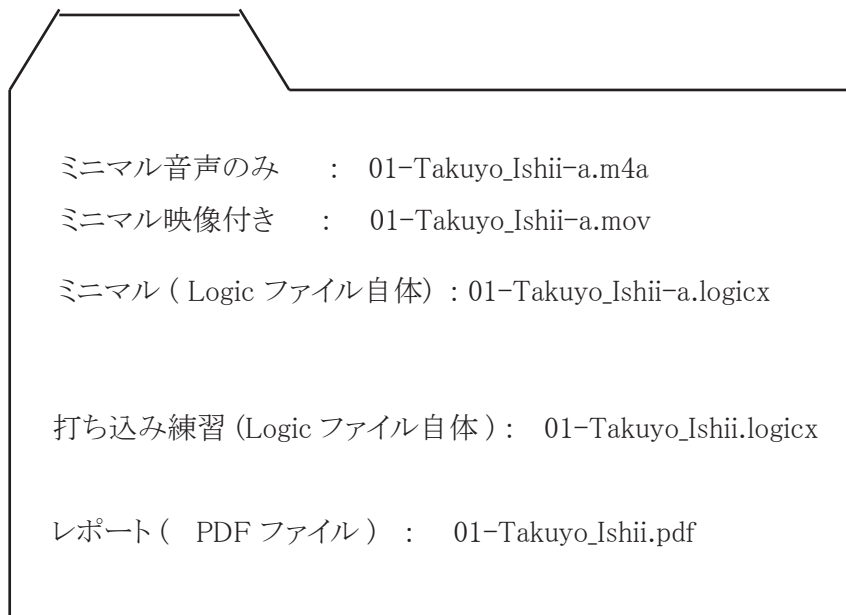 ミニマル音声のみ : 01-Takuyo_Ishii-a.m4a
ミニマル映像付き : 01-Takuyo_Ishii-a.mov
ミニマル ( Logic ファイル自体) : 01-Takuyo_Ishii-a.logicx
打ち込み練習 (Logic ファイル自体 ) : 01-Takuyo_Ishii.logicx
レポート ( PDF ファイル ) : 01-Takuyo_Ishii.pdf